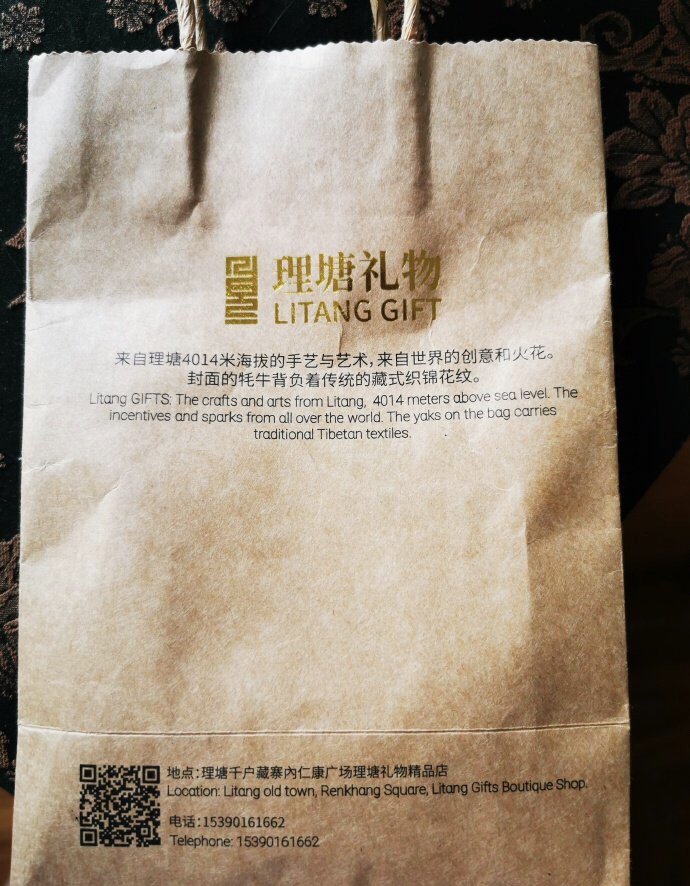 理塘礼物
LITANG GIFT
来自理塘4014米海拔的手艺与艺术，来自世界的创意和火花。
封面的牦牛背负着传统的藏式织锦花纹。
Litang GIFTS: The crafts and arts from Litang, 4014 meters above sea level. The
incentives and sparks from all over the world. The yaks on the bag carries
traditional Tibetan textiles.
地点：理塘千户藏寨内仁康广场理塘礼物精品店
Location: Litang old town, Renkhang Square, Litang Gifts Boutique Shop.
电话：15390161662
Telephone: 15390161662